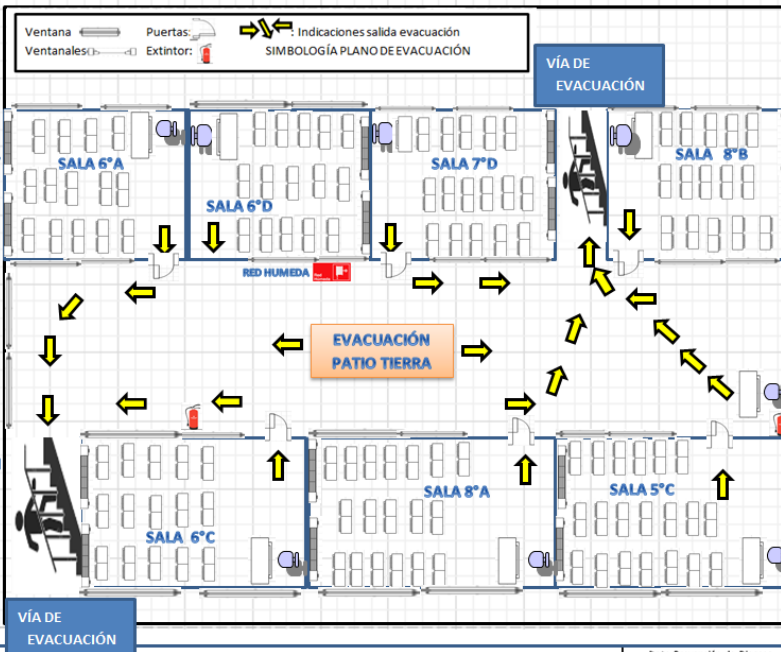 Ventana
Puertas:
: Indicaciones salida evacuación
Ventanales
Extintor:
SIMBOLOGÍA PLANO DE EVACUACIÓN
VÍA DE
EVACUACIÓN
SALA 6°A
SALA 6°D
SALA 7°D
SALA 8°B
RED HUMEDA
EVACUACIÓN
PATIO TIERRA
SALA 6°C
SALA 8°A
SALA 5°C
VÍA DE
EVACUACIÓN